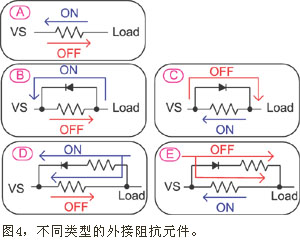 A
ON
VS Load
OFF
B
ON
VS Load
OFF
C
OFF
VS Load
ON
D
ON
VS Load
OFF
E
OFF
VS Load
ON
图4，不同类型的外接阻抗元件。